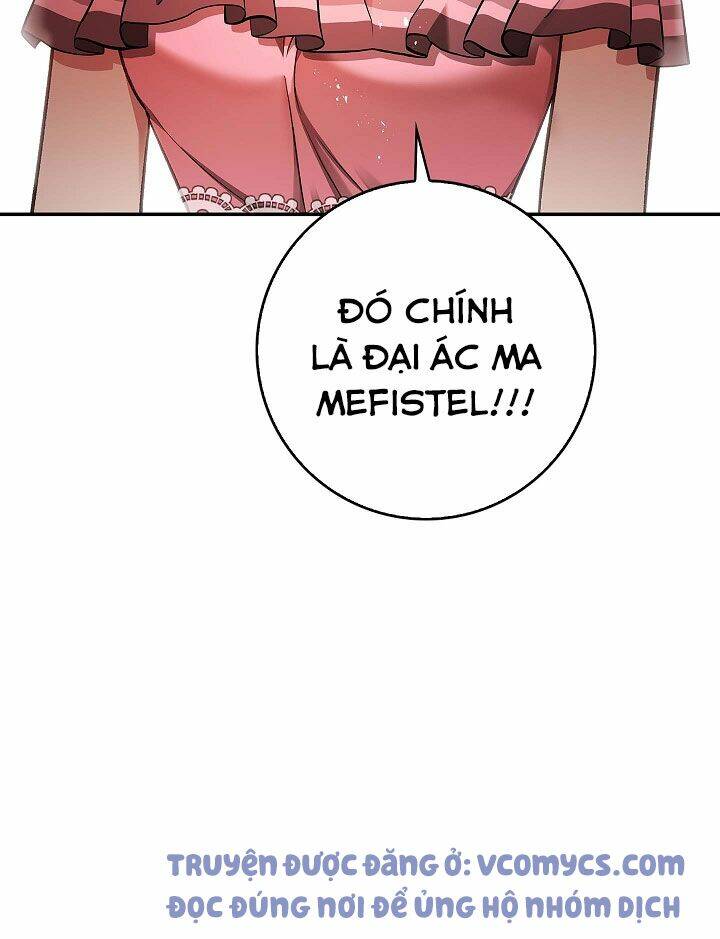 ĐÓ CHÍNH
LÀ ĐẠI ÁC MA
MEFISTEL!!!
TRUYỆN ĐƯỢC ĐĂNG Ở: vcomycs.com
ĐỌC ĐÚNG NƠI ĐỂ ỦNG HỘ NHÓM DỊCH